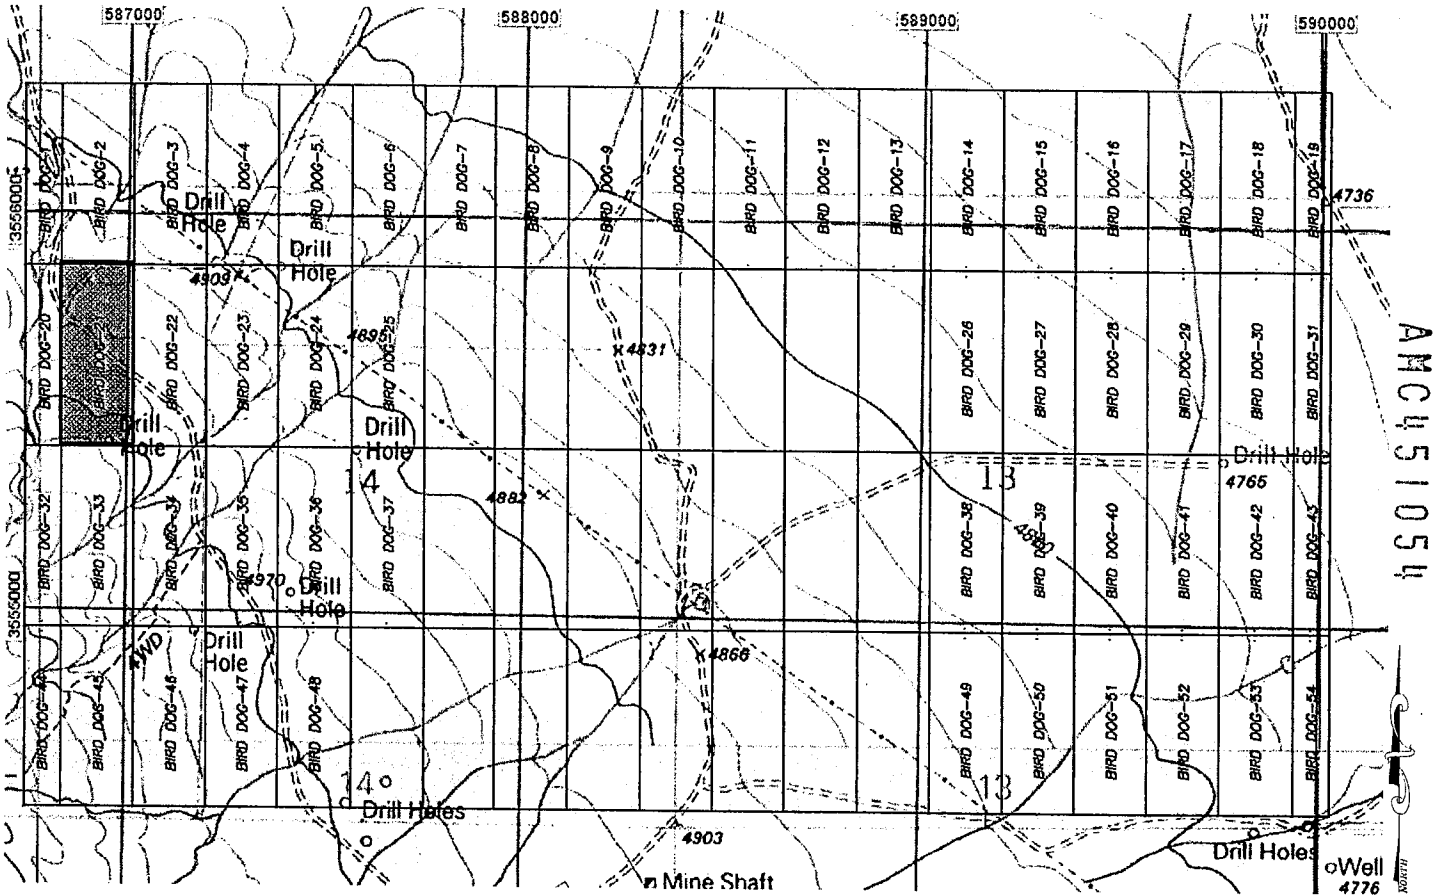 587000
588000
589000
590000
3556000
BIRD DOG-1
BIRD DOG-2
BIRD DOG-3
BIRD DOG-4
BIRD DOG-5
BIRD DOG-6
BIRD DOG-7
BIRD DOG-8
BIRD DOG-9
BIRD DOG-10
BIRD DOG-11
BIRD DOG-12
BIRD DOG-13
BIRD DOG-14
BIRD DOG-15
BIRD DOG-16
BIRD DOG-17
BIRD DOG-18
BIRD DOG-19
4736
Drill
Hole
Drill
Hole
4909
BIRD DOG-20
BIRD DOG-22
BIRD DOG-23
BIRD DOG-24
BIRD DOG-25
4895
4831
BIRD DOG-26
BIRD DOG-27
BIRD DOG-28
BIRD DOG-29
BIRD DOG-30
BIRD DOG-31
AMC451054
Drill
Hole
Drill
Hole
14
4882
13
Drill Hole
4765
BIRD DOG-32
BIRD DOG-33
BIRD DOG-34
BIRD DOG-35
BIRD DOG-36
BIRD DOG-37
BIRD DOG-38
BIRD DOG-39
BIRD DOG-40
BIRD DOG-41
BIRD DOG-42
BIRD DOG-43
4970
Drill
Hole
3555000
4WD
Drill
Hole
4866
BIRD DOG-44
BIRD DOG-45
BIRD DOG-46
BIRD DOG-47
BIRD DOG-48
BIRD DOG-49
BIRD DOG-50
BIRD DOG-51
BIRD DOG-52
BIRD DOG-53
BIRD DOG-54
14
13
Drill Holes
4903
Mine Shaft
Drill Holes
Well
4776
NORTH